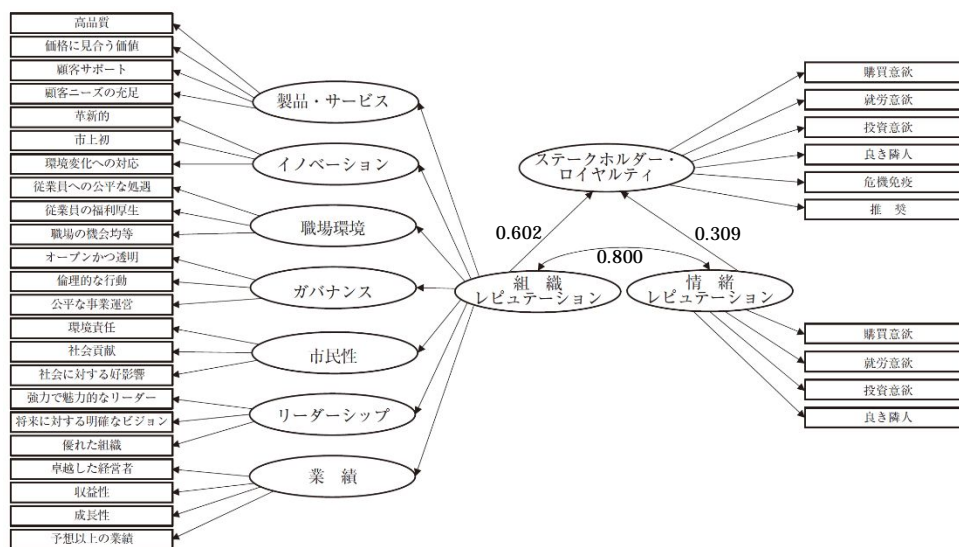 高品質
価格に見合う価値
顧客サポート
顧客ニーズの充足
革新的
市上初
環境変化への対応
従業員への公平な処遇
従業員の福利厚生
職場の機会均等
オープンかつ透明
倫理的な行動
公平な事業運営
環境責任
社会貢献
社会に対する好影響
強力で魅力的なリーダー
将来に対する明確なビジョン
優れた組織
卓越した経営者
収益性
成長性
予想以上の業績
製品・サービス
イノベーション
職場環境
ガバナンス
市民性
リーダーシップ
業　績
ステークホルダー・
ロイヤルティ
0.602
0.309
0.800
組　織
レピュテーション
情　緒
レピュテーション
購買意欲
就労意欲
投資意欲
良き隣人
危機免疫
推　奨
購買意欲
就労意欲
投資意欲
良き隣人